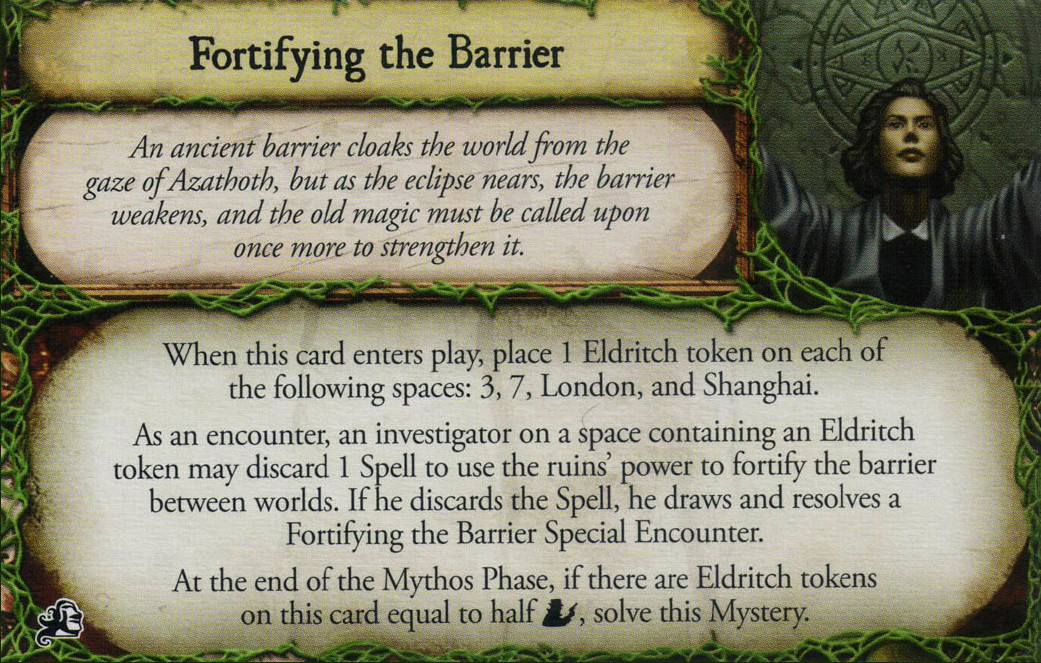 Fortifying the Barrier
An ancient barrier cloaks the world from the
gaze of Azathoth, but as the eclipse nears, the barrier
weakens, and the old magic must be called upon
once more to strengthen it.
When this card enters play, place 1 Eldritch token on each of
the following spaces: 3, 7, London, and Shanghai.
As an encounter, an investigator on a space containing an Eldritch
token may discard 1 Spell to use the ruins' power to fortify the barrier
between worlds. If he discards the Spell, he draws and resolves a
Fortifying the Barrier Special Encounter.
At the end of the Mythos Phase, if there are Eldritch tokens
on this card equal to half , solve this Mystery.